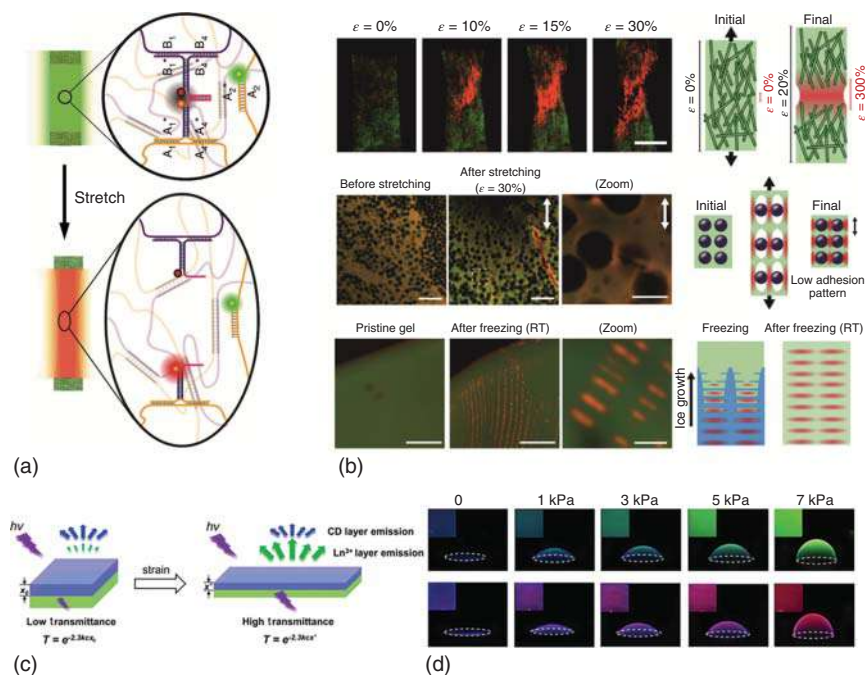 (a)
B₁
B₄
B₁*
B₄*
A₂*
A₂
A₁*
A₄*
A₁
A₄
Stretch
(b)
ε = 0%
ε = 10%
ε = 15%
ε = 30%
Initial
Final
ε = 0%
ε = 0%
ε = 20%
ε = 300%
Before stretching
After stretching
(ε = 30%)
(Zoom)
Initial
Final
Low adhesion
pattern
Pristine gel
After freezing (RT)
(Zoom)
Freezing
After freezing (RT)
Ice growth
(c)
hν
hν
CD layer emission
Ln³⁺ layer emission
strain
x₀
Low transmittance
High transmittance
(d)
0
1 kPa
3 kPa
5 kPa
7 kPa